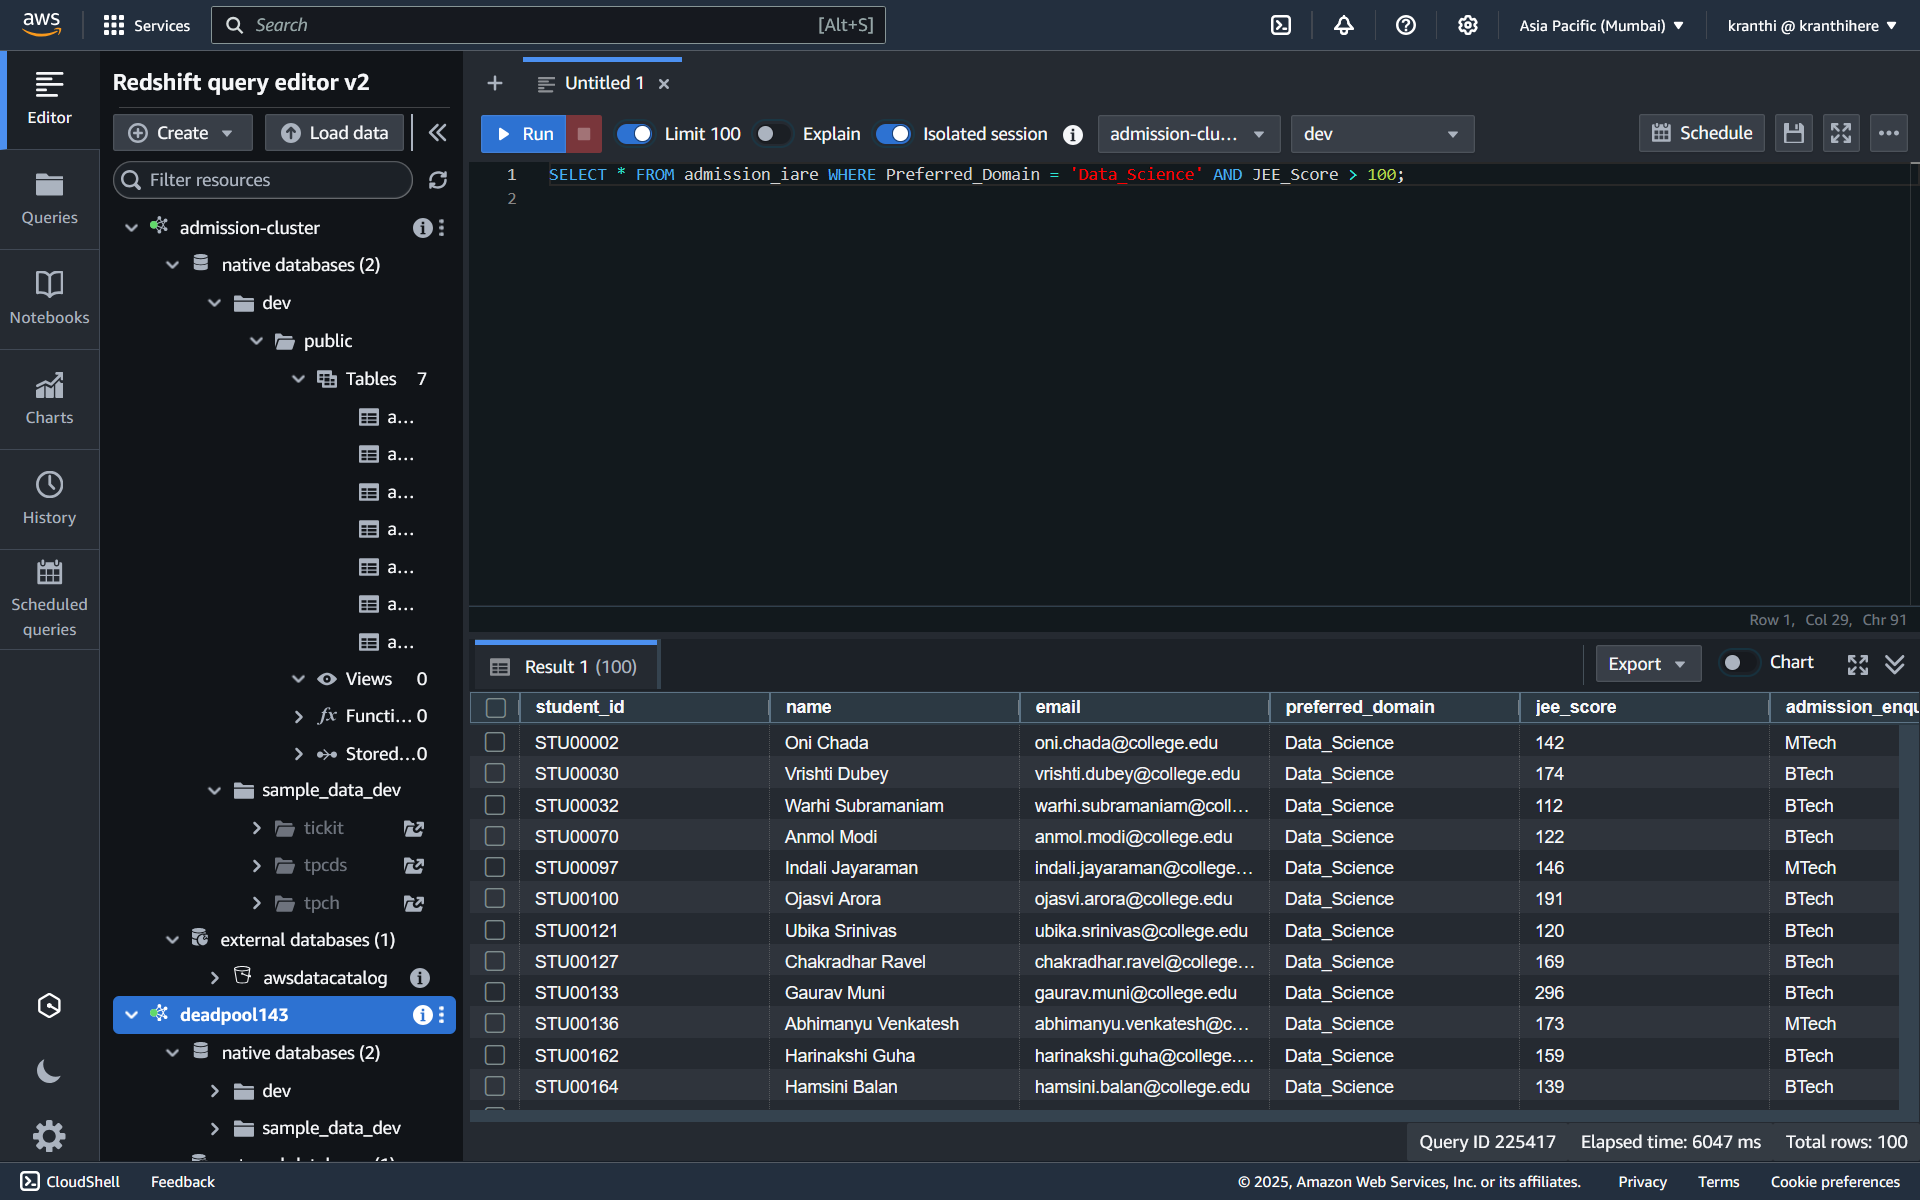 aws
Services
Search [Alt+S]
Asia Pacific (Mumbai)
kranthi @ kranthihere
Editor
Queries
Notebooks
Charts
History
Scheduled
queries
Redshift query editor v2
Create
Load data
Filter resources
admission-cluster
native databases (2)
dev
public
Tables 7
a...
a...
a...
a...
a...
a...
a...
Views 0
fx Functi... 0
Stored...0
sample_data_dev
tickit
tpcds
tpch
external databases (1)
awsdatacatalog
deadpool143
native databases (2)
dev
sample_data_dev
Untitled 1
Run
Limit 100
Explain
Isolated session
admission-clu...
dev
Schedule
1 SELECT * FROM admission_iare WHERE Preferred_Domain = 'Data_Science' AND JEE_Score > 100;
2
Row 1, Col 29, Chr 91
Result 1 (100)
Export
Chart
student_id name email preferred_domain jee_score admission_enqu
STU00002 Oni Chada oni.chada@college.edu Data_Science 142 MTech
STU00030 Vrishti Dubey vrishti.dubey@college.edu Data_Science 174 BTech
STU00032 Warhi Subramaniam warhi.subramaniam@coll... Data_Science 112 BTech
STU00070 Anmol Modi anmol.modi@college.edu Data_Science 122 BTech
STU00097 Indali Jayaraman indali.jayaraman@college... Data_Science 146 MTech
STU00100 Ojasvi Arora ojasvi.arora@college.edu Data_Science 191 BTech
STU00121 Ubika Srinivas ubika.srinivas@college.edu Data_Science 120 BTech
STU00127 Chakradhar Ravel chakradhar.ravel@college... Data_Science 169 BTech
STU00133 Gaurav Muni gaurav.muni@college.edu Data_Science 296 BTech
STU00136 Abhimanyu Venkatesh abhimanyu.venkatesh@c... Data_Science 173 MTech
STU00162 Harinakshi Guha harinakshi.guha@college.... Data_Science 159 BTech
STU00164 Hamsini Balan hamsini.balan@college.edu Data_Science 139 BTech
Query ID 225417 Elapsed time: 6047 ms Total rows: 100
CloudShell
Feedback
© 2025, Amazon Web Services, Inc. or its affiliates.
Privacy
Terms
Cookie preferences